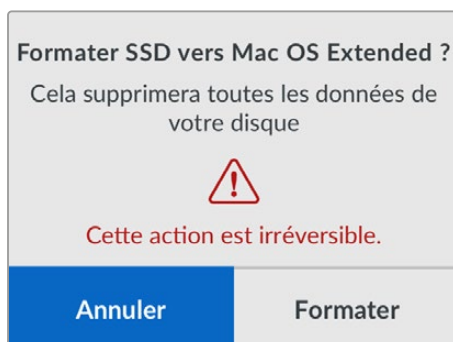 Formater SSD vers Mac OS Extended ?
Cela supprimera toutes les données de
votre disque
Cette action est irréversible.
Annuler
Formater